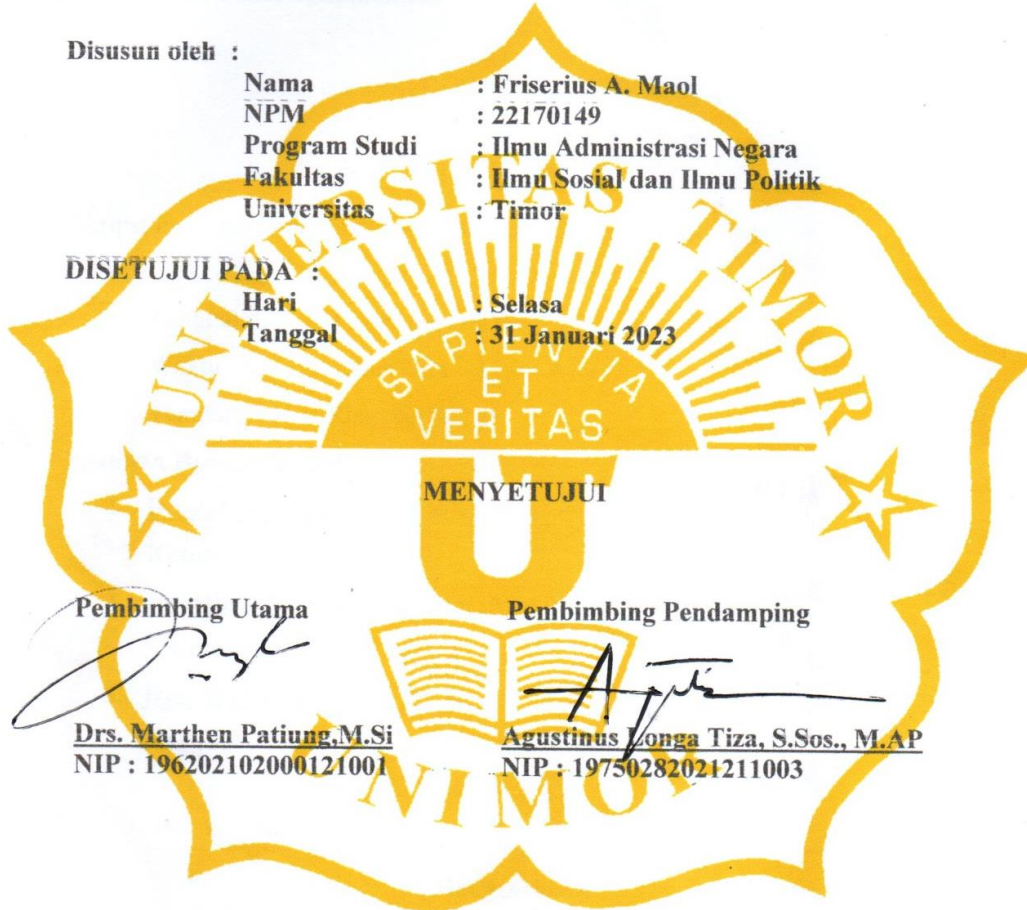 Disusun oleh :
Nama : Friserius A. Maol
NPM : 22170149
Program Studi : Ilmu Administrasi Negara
Fakultas : Ilmu Sosial dan Ilmu Politik
Universitas : Timor
DISETUJUI PADA :
Hari : Selasa
Tanggal : 31 Januari 2023
UNIVERSITAS TIMOR
SAPIENTIA
ET
VERITAS
MENYETUJUI
U
Pembimbing Utama Pembimbing Pendamping
Drs. Marthen Patiung,M.Si Agustinus Longa Tiza, S.Sos., M.AP
NIP : 196202102000121001 NIP : 19750282021211003
UNIMOR